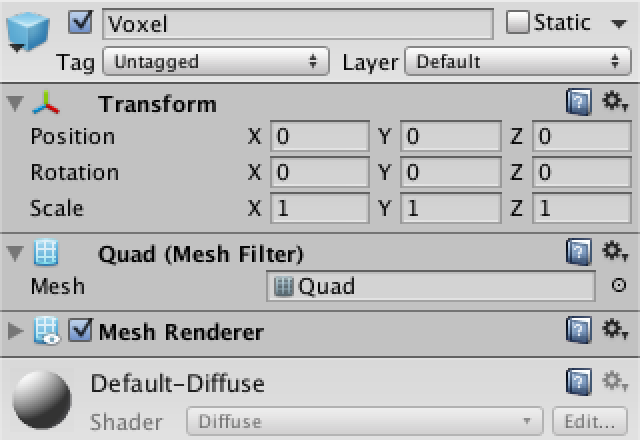 Voxel Static
Tag Untagged Layer Default
Transform
Position X 0 Y 0 Z 0
Rotation X 0 Y 0 Z 0
Scale X 1 Y 1 Z 1
Quad (Mesh Filter)
Mesh Quad
Mesh Renderer
Default-Diffuse
Shader Diffuse Edit...